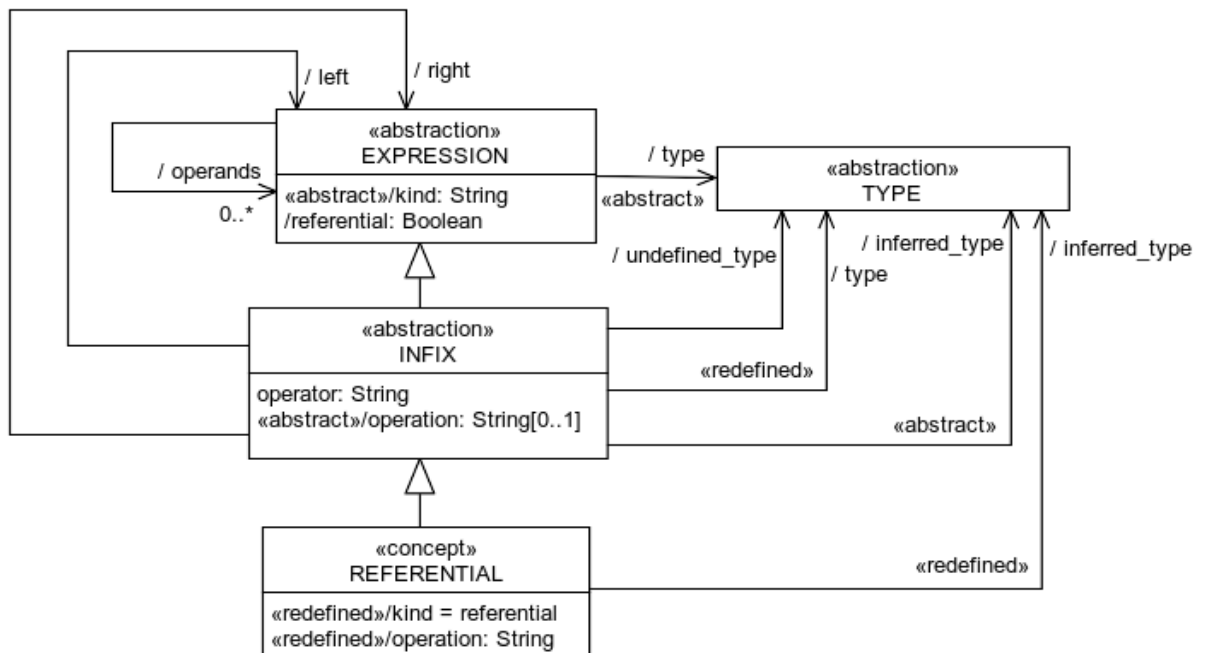 / left
/ right
«abstraction»
EXPRESSION
«abstract»/kind: String
/referential: Boolean
/ operands
0..*
/ type
«abstract»
«abstraction»
TYPE
/ undefined_type
/ type
/ inferred_type
/ inferred_type
«abstraction»
INFIX
operator: String
«abstract»/operation: String[0..1]
«redefined»
«abstract»
«redefined»
«concept»
REFERENTIAL
«redefined»/kind = referential
«redefined»/operation: String